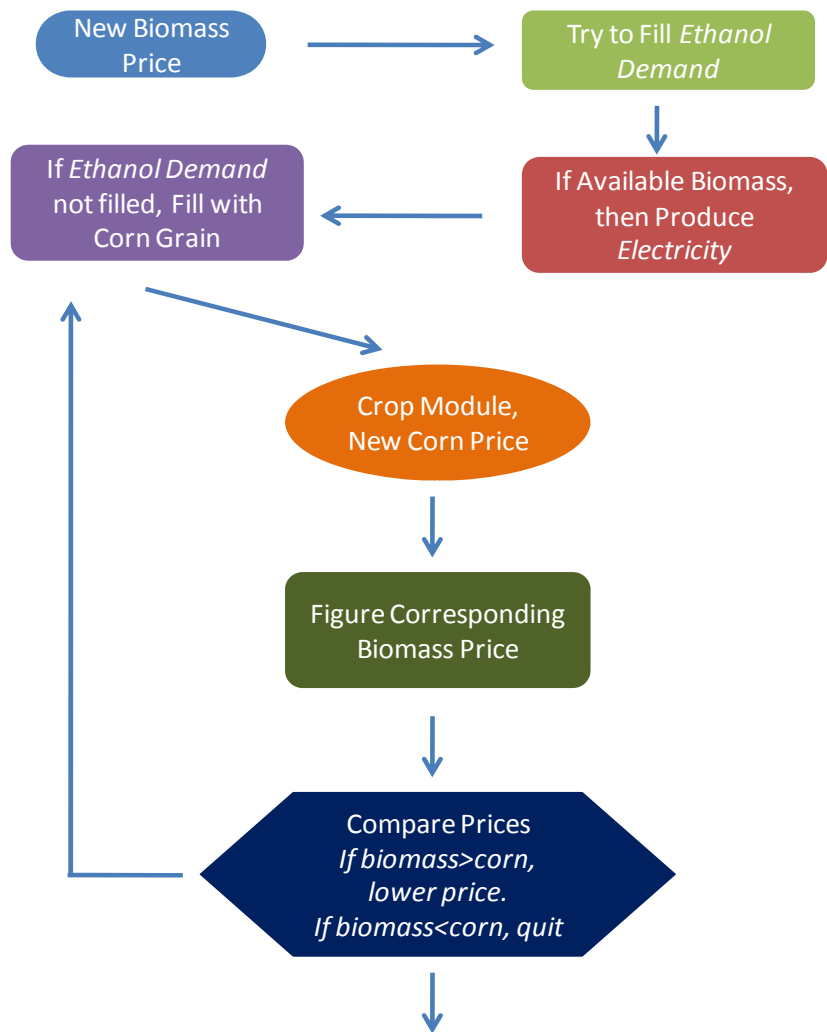 New Biomass
Price
Try to Fill Ethanol
Demand
If Ethanol Demand
not filled, Fill with
Corn Grain
If Available Biomass,
then Produce
Electricity
Crop Module,
New Corn Price
Figure Corresponding
Biomass Price
Compare Prices
If biomass>corn,
lower price.
If biomass<corn, quit